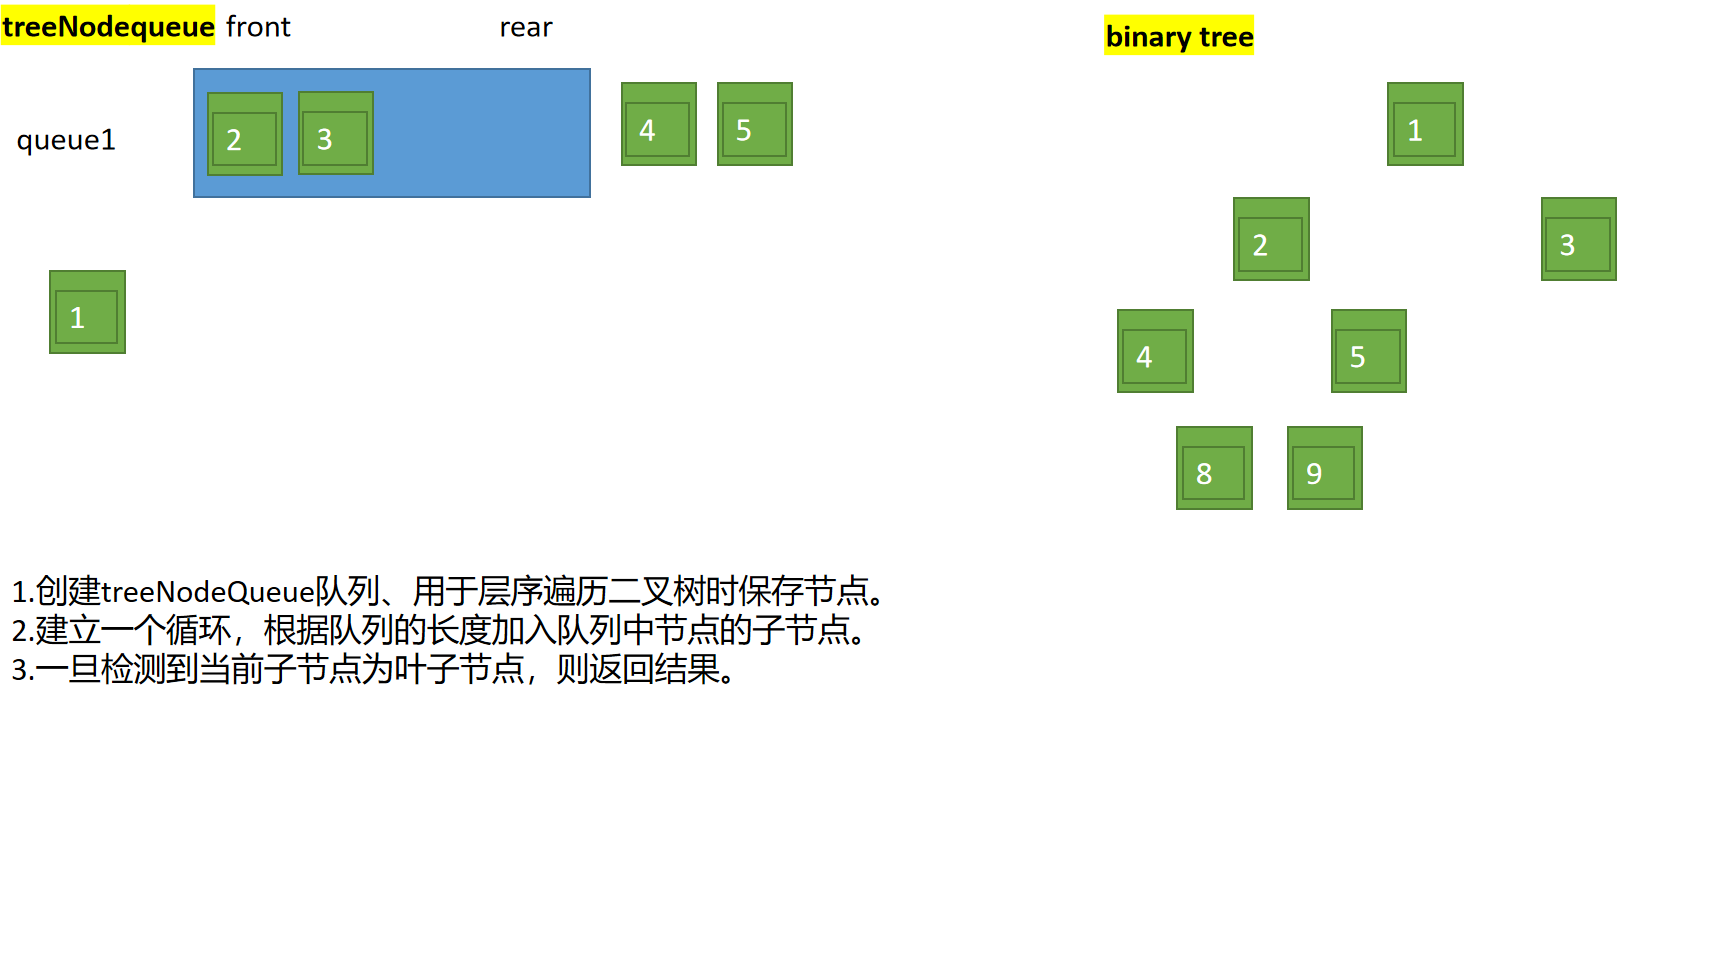 treeNodequeue front rear
binary tree
queue1
2 3 4 5
1
1
2 3
4 5
8 9
1.创建treeNodeQueue队列、用于层序遍历二叉树时保存节点。
2.建立一个循环，根据队列的长度加入队列中节点的子节点。
3.一旦检测到当前子节点为叶子节点，则返回结果。